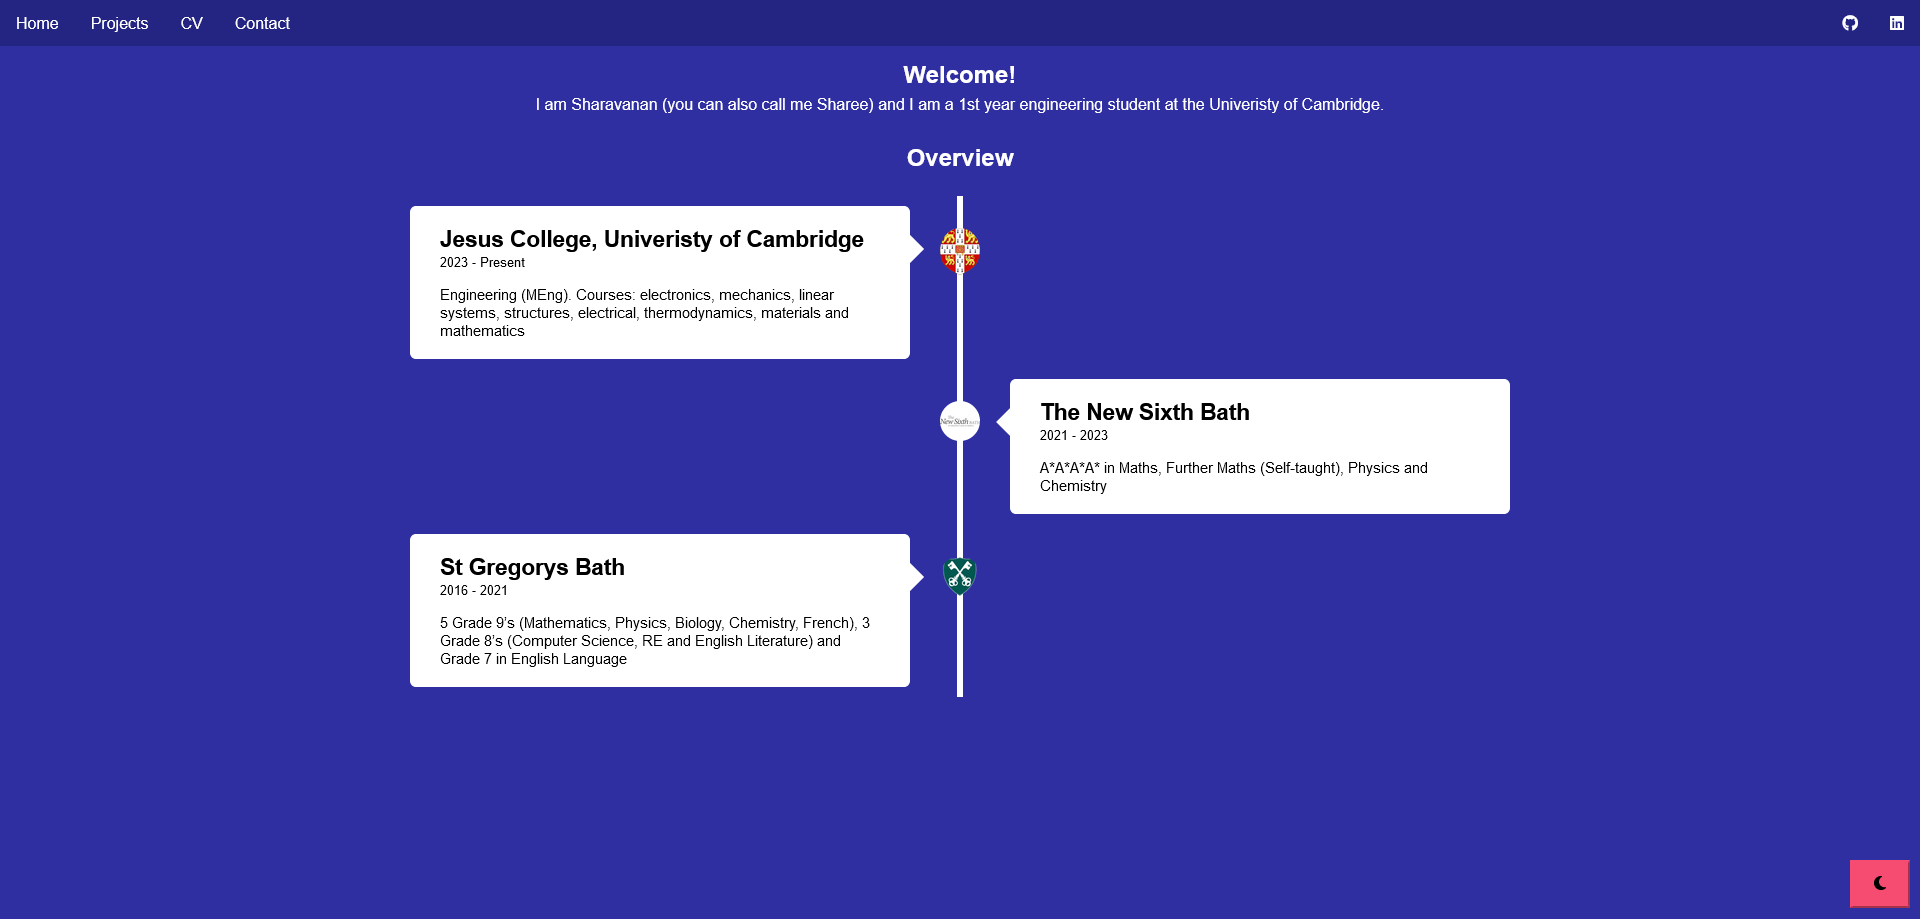 Home Projects CV Contact
Welcome!
I am Sharavanan (you can also call me Sharee) and I am a 1st year engineering student at the Univeristy of Cambridge.
Overview
Jesus College, Univeristy of Cambridge
2023 - Present
Engineering (MEng). Courses: electronics, mechanics, linear
systems, structures, electrical, thermodynamics, materials and
mathematics
New Sixth
The New Sixth Bath
2021 - 2023
A*A*A*A* in Maths, Further Maths (Self-taught), Physics and
Chemistry
St Gregorys Bath
2016 - 2021
5 Grade 9’s (Mathematics, Physics, Biology, Chemistry, French), 3
Grade 8’s (Computer Science, RE and English Literature) and
Grade 7 in English Language